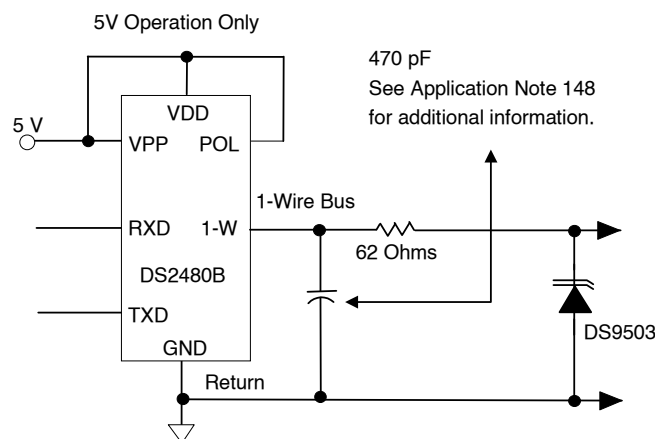 5V Operation Only
470 pF
See Application Note 148
for additional information.
VDD
5 V
VPP
POL
1-Wire Bus
RXD
1-W
62 Ohms
DS2480B
TXD
DS9503
GND
Return